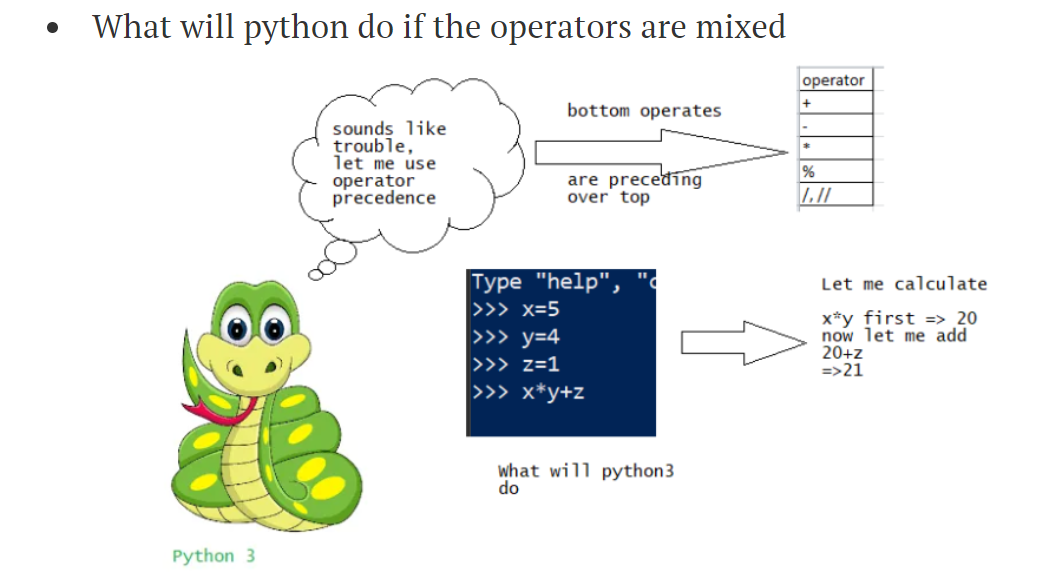 • What will python do if the operators are mixed
sounds like
trouble,
let me use
operator
precedence
bottom operates
are preceding
over top
operator
+
-
*
%
/, //
Type "help", "c
>>> x=5
>>> y=4
>>> z=1
>>> x*y+z
What will python3
do
Let me calculate
x*y first => 20
now let me add
20+z
=>21
Python 3